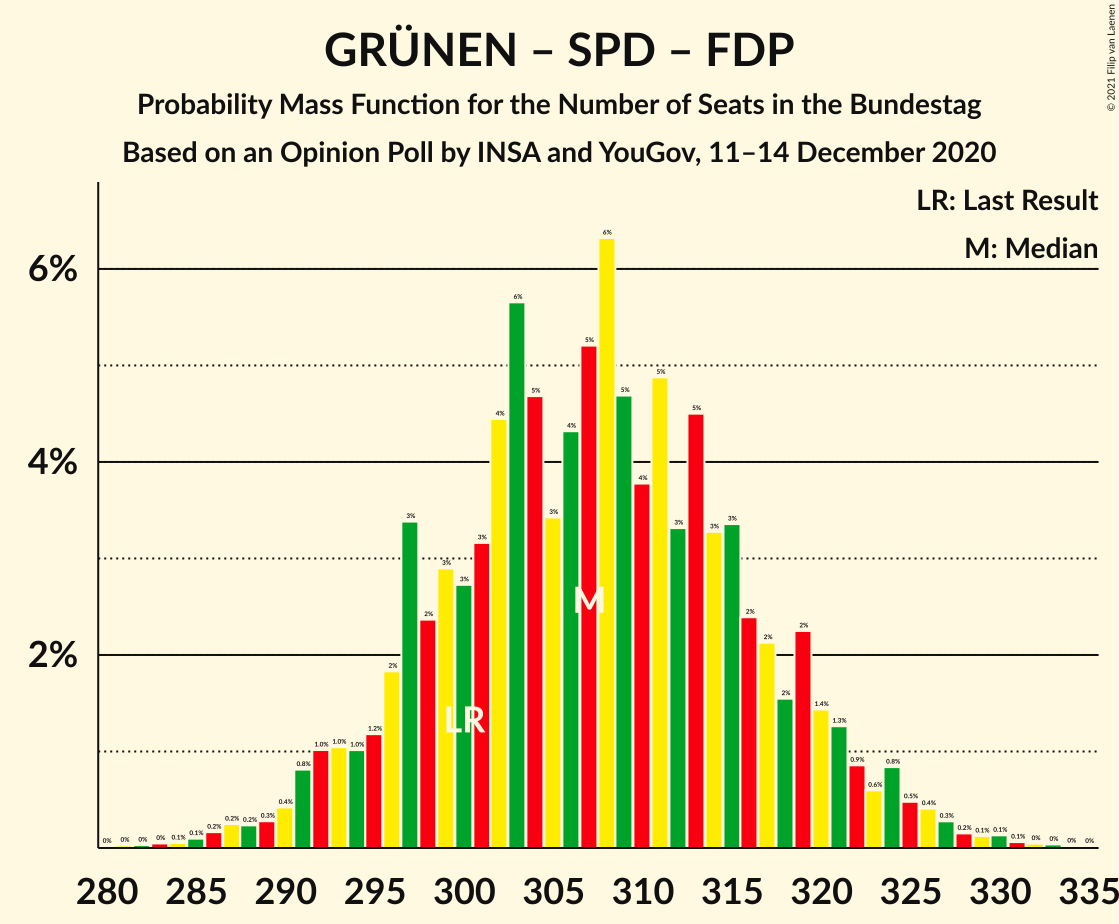 GRÜNEN – SPD – FDP
Probability Mass Function for the Number of Seats in the Bundestag
Based on an Opinion Poll by INSA and YouGov, 11–14 December 2020
© 2021 Filip van Laenen
LR: Last Result
M: Median
6%
4%
2%
0% 0% 0% 0% 0.1% 0.1% 0.2% 0.2% 0.2% 0.3% 0.4% 0.8% 1.0% 1.0% 1.0% 1.2% 2% 3% 2% 3% 3% 3% 4% 6% 5% 3% 4% 5% 6% 5% 4% 5% 3% 5% 3% 3% 2% 2% 2% 2% 1.4% 1.3% 0.9% 0.6% 0.8% 0.5% 0.4% 0.3% 0.2% 0.1% 0.1% 0.1% 0% 0% 0% 0%
M
LR
280 285 290 295 300 305 310 315 320 325 330 335